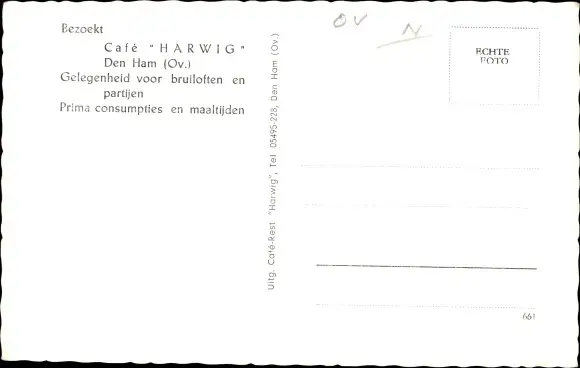 Bezoekt
Café "HARWIG"
Den Ham (Ov.)
Gelegenheid voor bruiloften en
partijen
Prima consumpties en maaltijden
Uitg. Café-Rest "Harwig", Tel 05495-228, Den Ham (Ov.)
OV N
ECHTE
FOTO
661